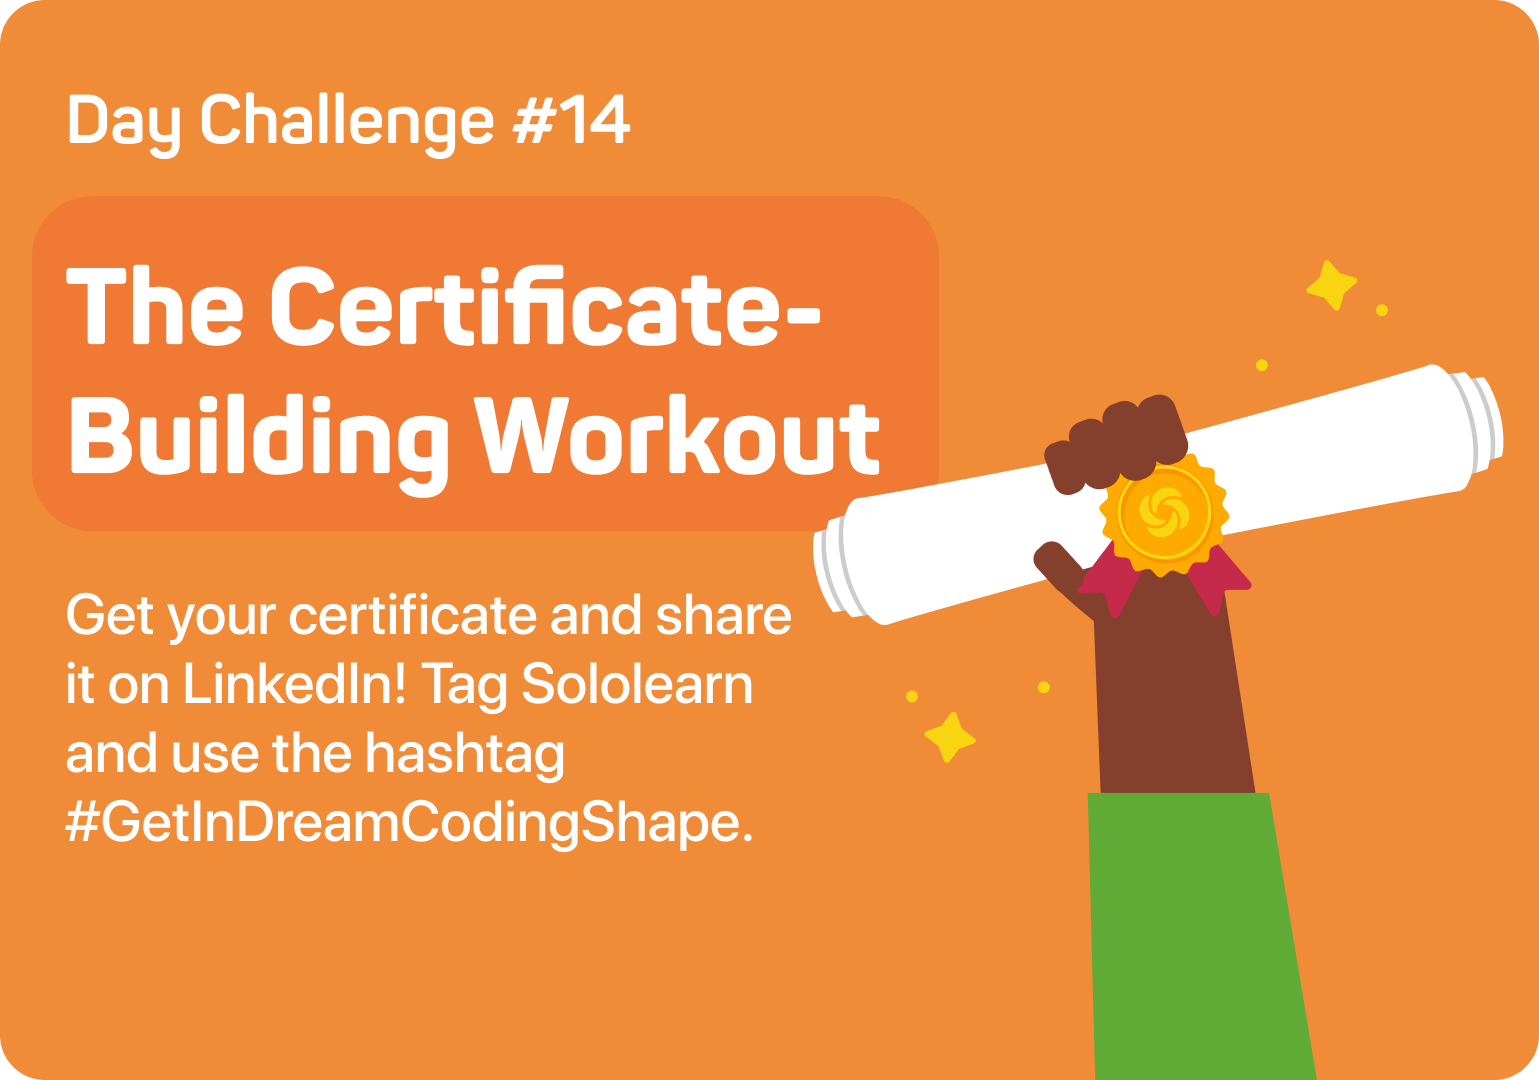 Day Challenge #14
The Certificate-
Building Workout
Get your certificate and share
it on LinkedIn! Tag Sololearn
and use the hashtag
#GetInDreamCodingShape.